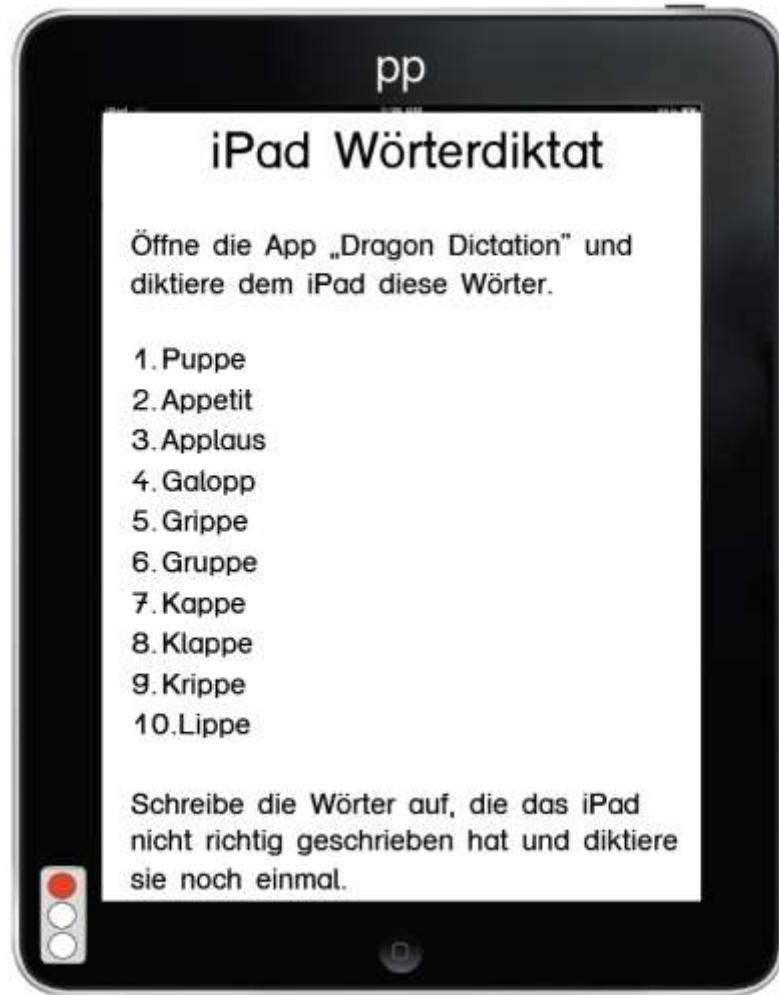 pp
iPad Wörterdiktat
Öffne die App „Dragon Dictation” und
diktiere dem iPad diese Wörter.
1. Puppe
2. Appetit
3. Applaus
4. Galopp
5. Grippe
6. Gruppe
7. Kappe
8. Klappe
9. Krippe
10. Lippe
Schreibe die Wörter auf, die das iPad
nicht richtig geschrieben hat und diktiere
sie noch einmal.